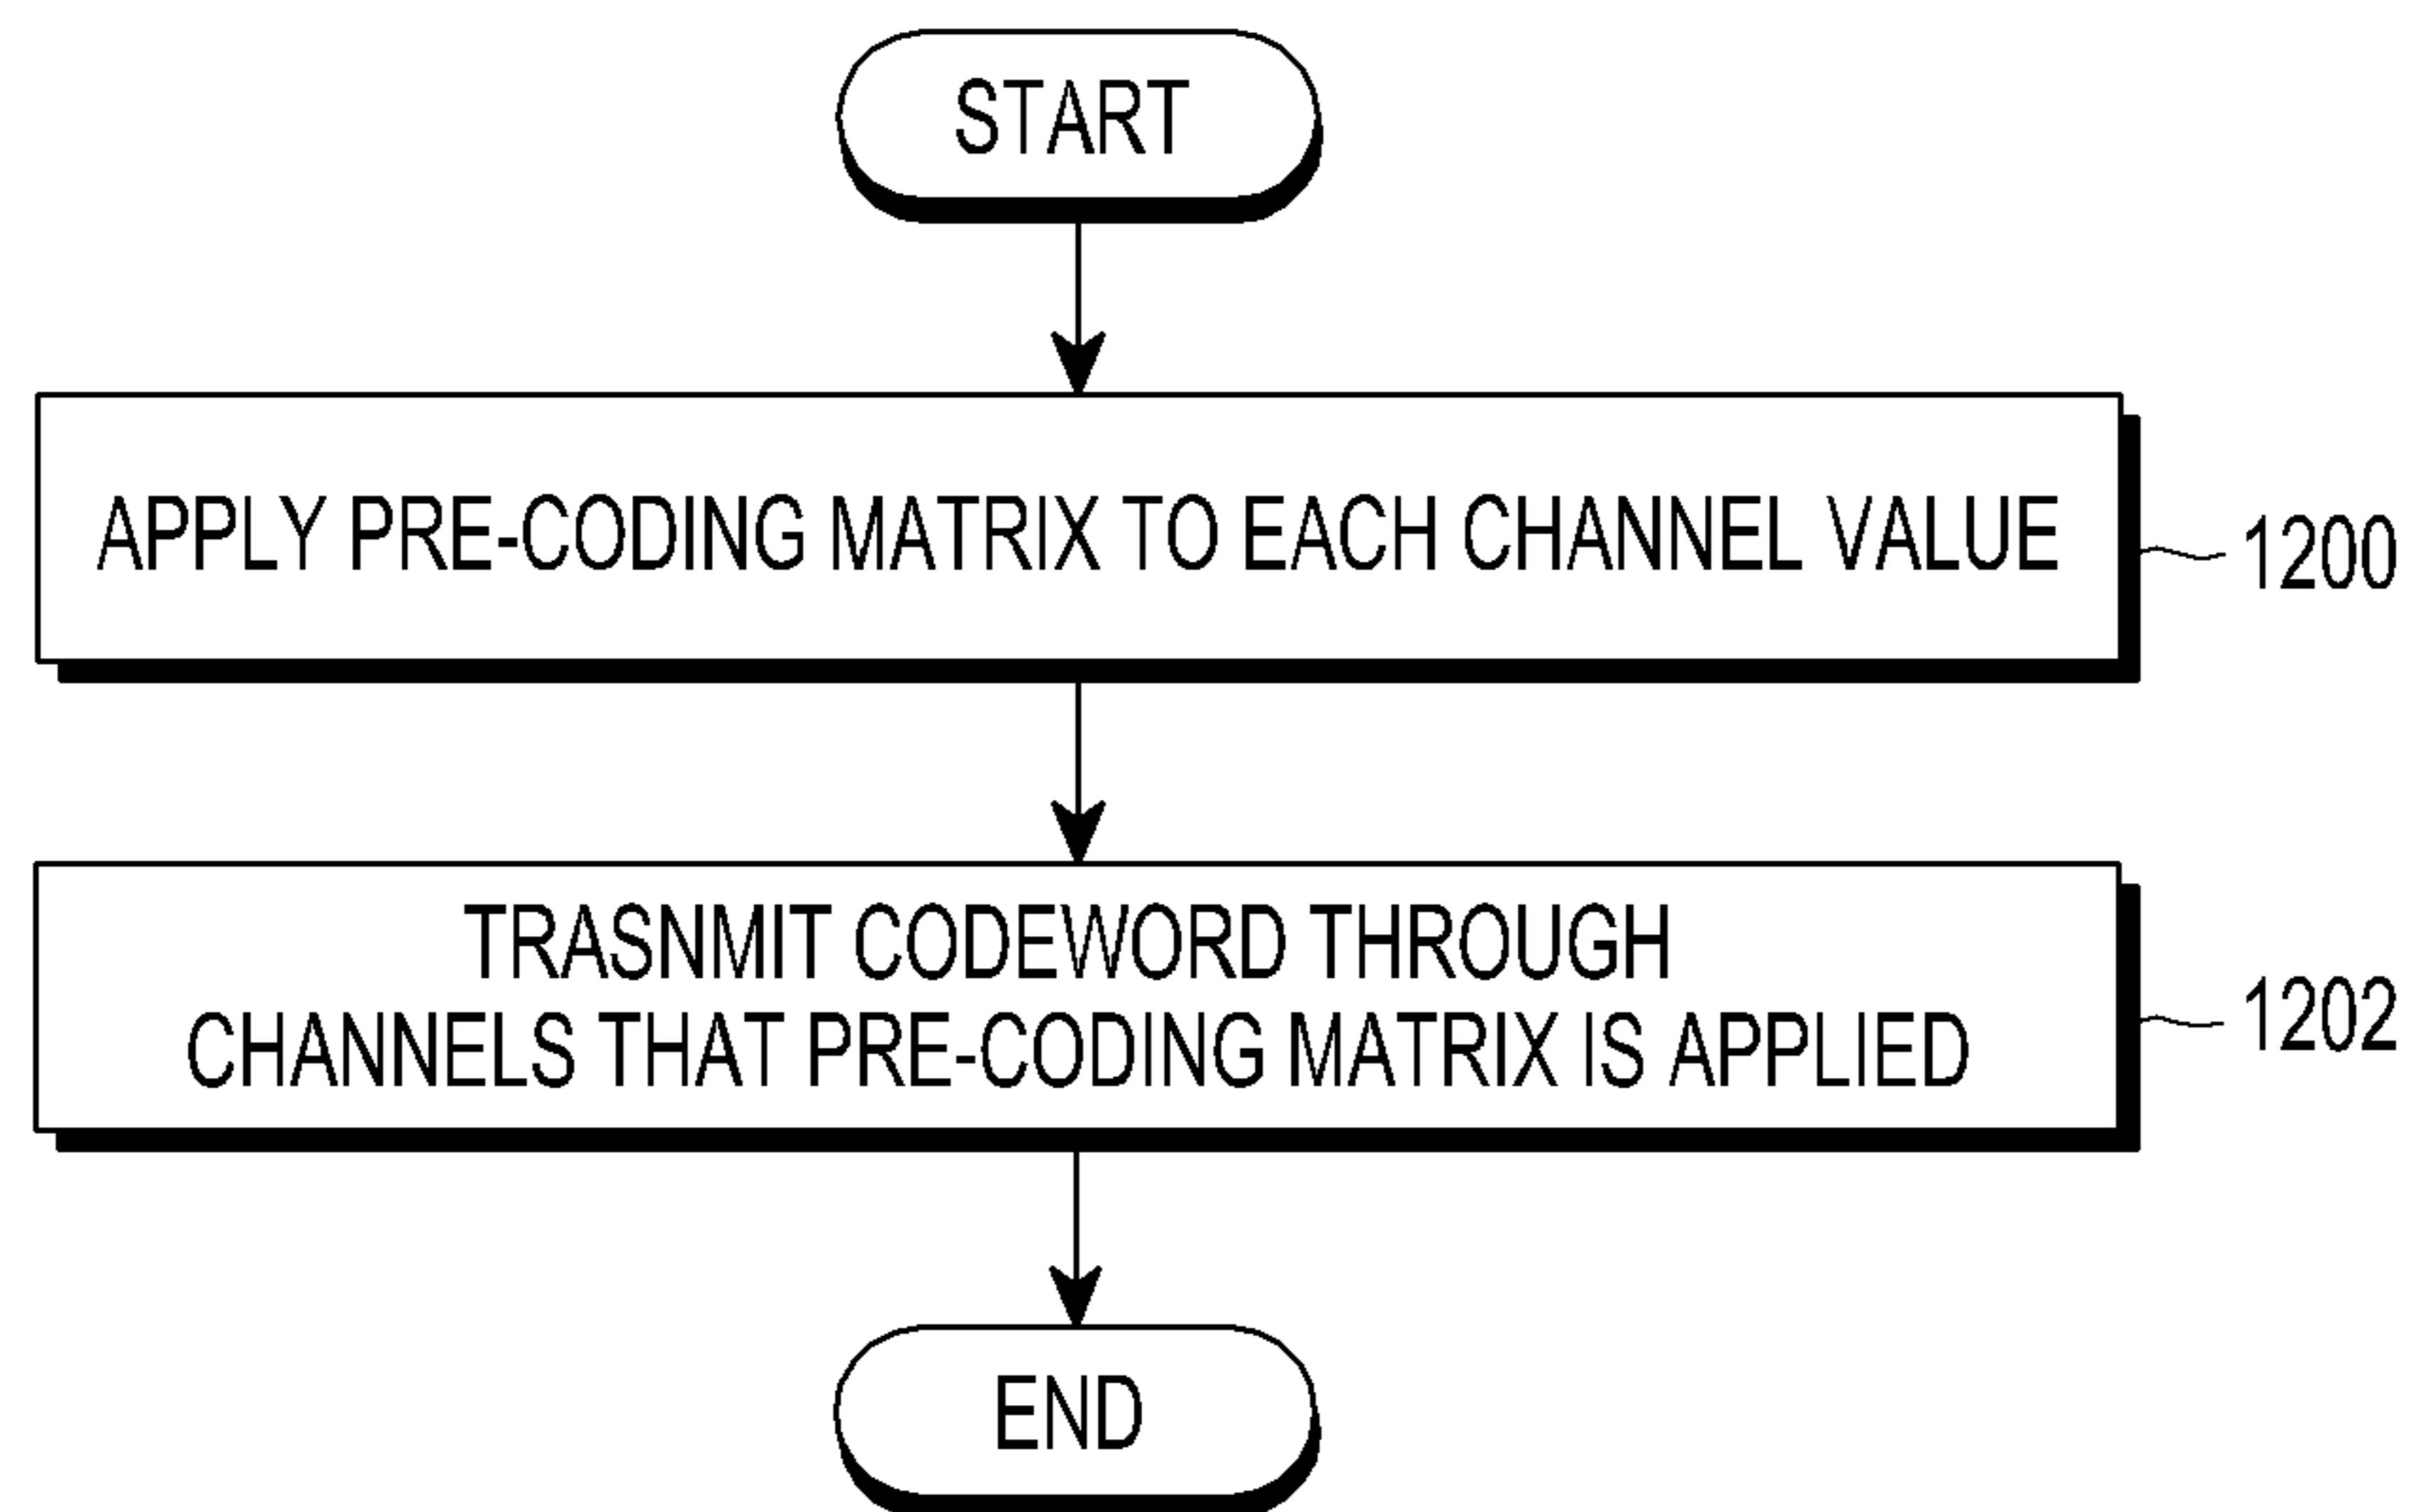 START
APPLY PRE-CODING MATRIX TO EACH CHANNEL VALUE
1200
TRASNMIT CODEWORD THROUGH
CHANNELS THAT PRE-CODING MATRIX IS APPLIED
1202
END